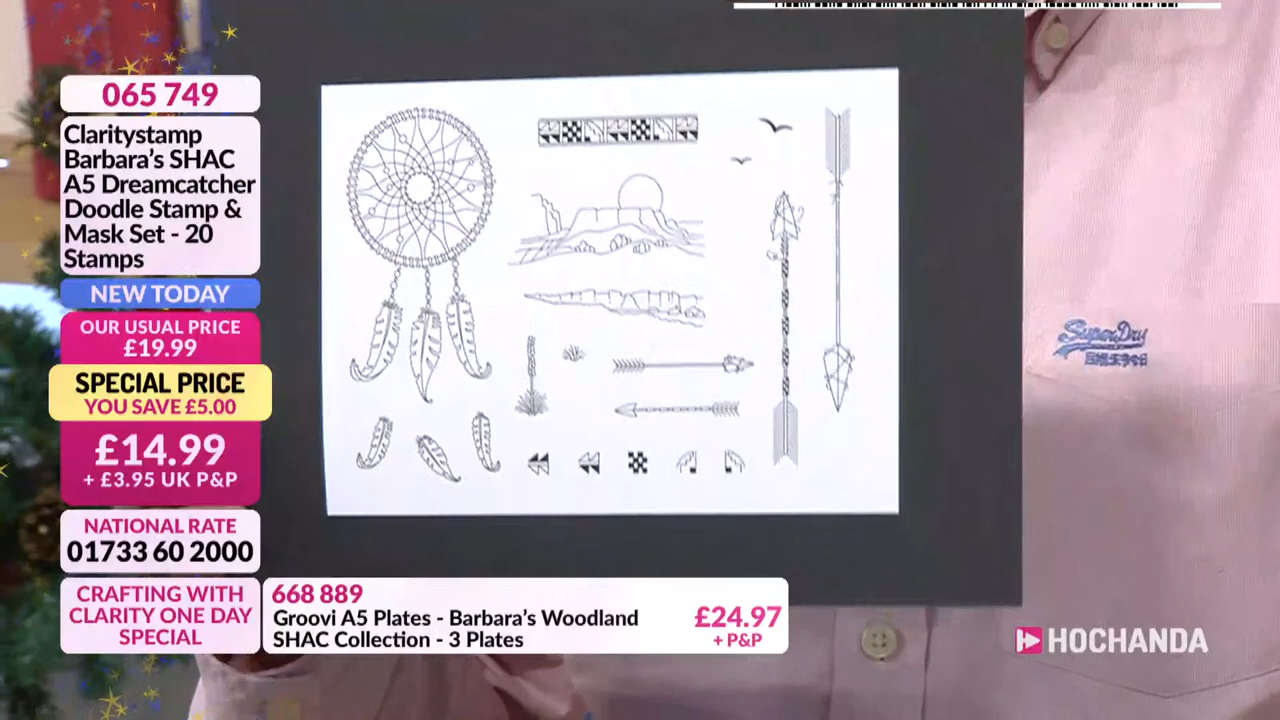 065 749
Claritystamp
Barbara's SHAC
A5 Dreamcatcher
Doodle Stamp &
Mask Set - 20
Stamps
NEW TODAY
OUR USUAL PRICE
£19.99
SPECIAL PRICE
YOU SAVE £5.00
£14.99
+ £3.95 UK P&P
NATIONAL RATE
01733 60 2000
CRAFTING WITH
CLARITY ONE DAY
SPECIAL
668 889
Groovi A5 Plates - Barbara's Woodland
SHAC Collection - 3 Plates
£24.97
+ P&P
SuperDry
HOCHANDA